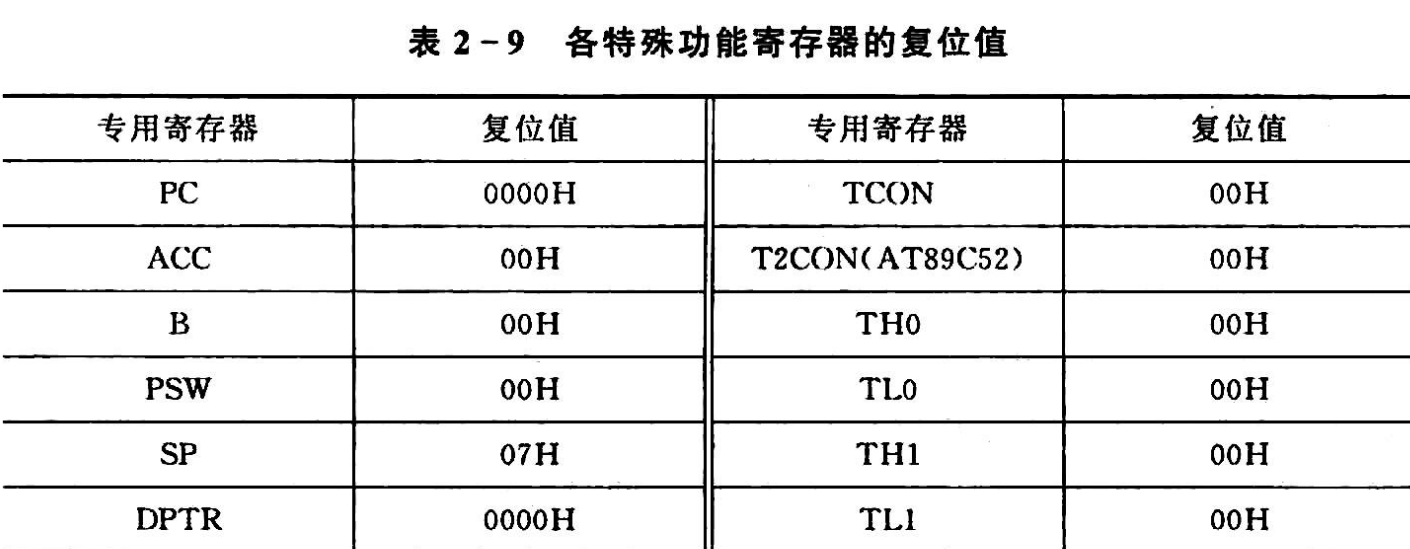 表 2-9 各特殊功能寄存器的复位值
专用寄存器 复位值 专用寄存器 复位值
PC 0000H TCON 00H
ACC 00H T2CON(AT89C52) 00H
B 00H TH0 00H
PSW 00H TL0 00H
SP 07H TH1 00H
DPTR 0000H TL1 00H